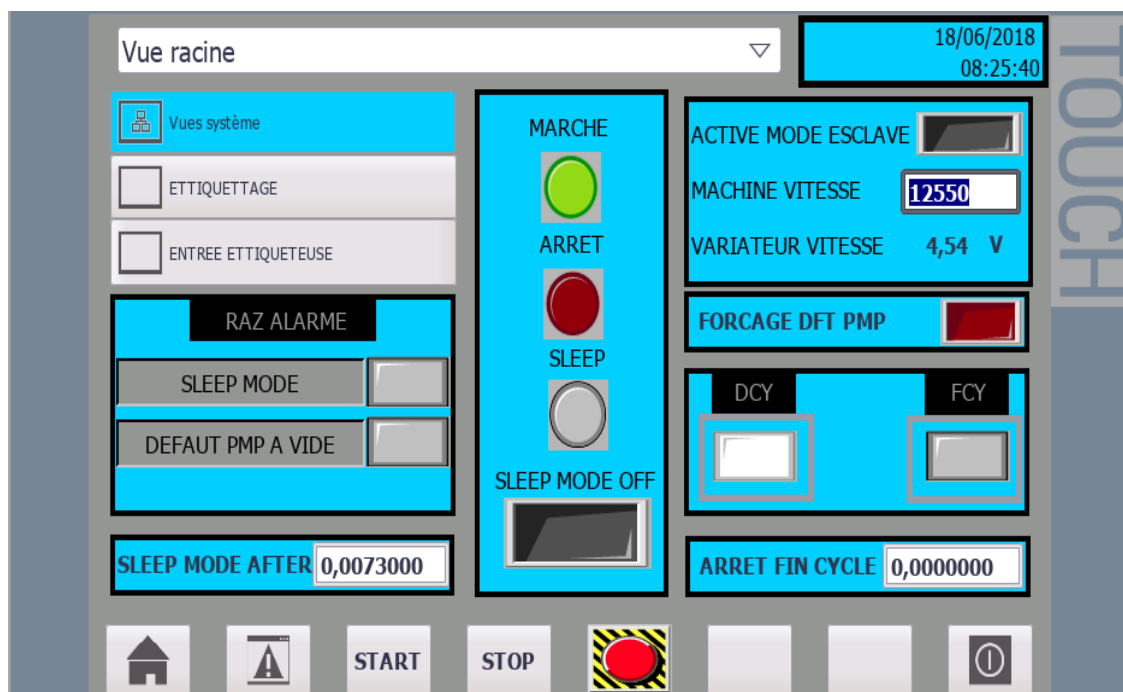 Vue racine
18/06/2018
08:25:40
TOUCH
Vues système
ETTIQUETTAGE
ENTREE ETTIQUETEUSE
RAZ ALARME
SLEEP MODE
DEFAUT PMP A VIDE
SLEEP MODE AFTER 0,0073000
MARCHE
ARRET
SLEEP
SLEEP MODE OFF
ACTIVE MODE ESCLAVE
MACHINE VITESSE 12550
VARIATEUR VITESSE 4,54 V
FORCAGE DFT PMP
DCY FCY
ARRET FIN CYCLE 0,0000000
START STOP